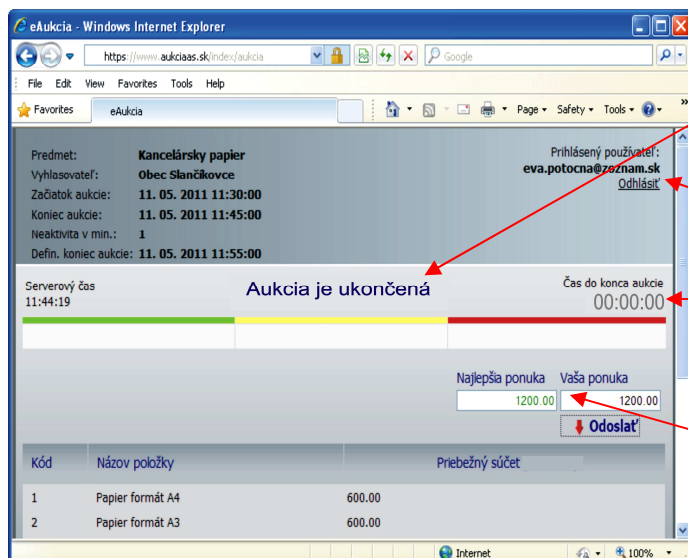 eAukcia - Windows Internet Explorer
https://www.aukciaas.sk/index/aukcia
Google
File Edit View Favorites Tools Help
Favorites eAukcia Page Safety Tools »
Predmet: Kancelársky papier
Vyhlasovateľ: Obec Slančíkovce
Začiatok aukcie: 11. 05. 2011 11:30:00
Koniec aukcie: 11. 05. 2011 11:45:00
Neaktivita v min.: 1
Defin. koniec aukcie: 11. 05. 2011 11:55:00
Prihlásený používateľ:
eva.potocna@zoznam.sk
Odhlásiť
Serverový čas
11:44:19
Aukcia je ukončená
Čas do konca aukcie
00:00:00
Najlepšia ponuka Vaša ponuka
1200.00 1200.00
Odoslať
Kód Názov položky Priebežný súčet
1 Papier formát A4 600.00
2 Papier formát A3 600.00
Internet 100%